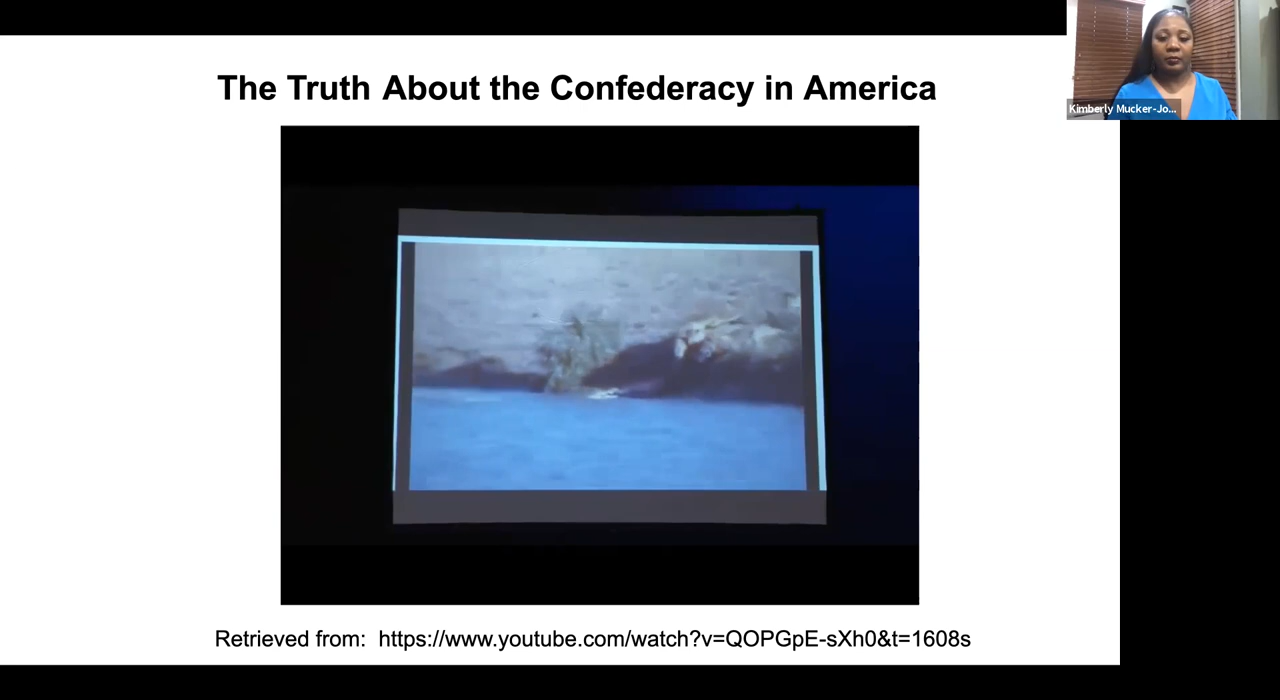 The Truth About the Confederacy in America
Kimberly Mucker-Jo...
Retrieved from: https://www.youtube.com/watch?v=QOPGpE-sXh0&t=1608s